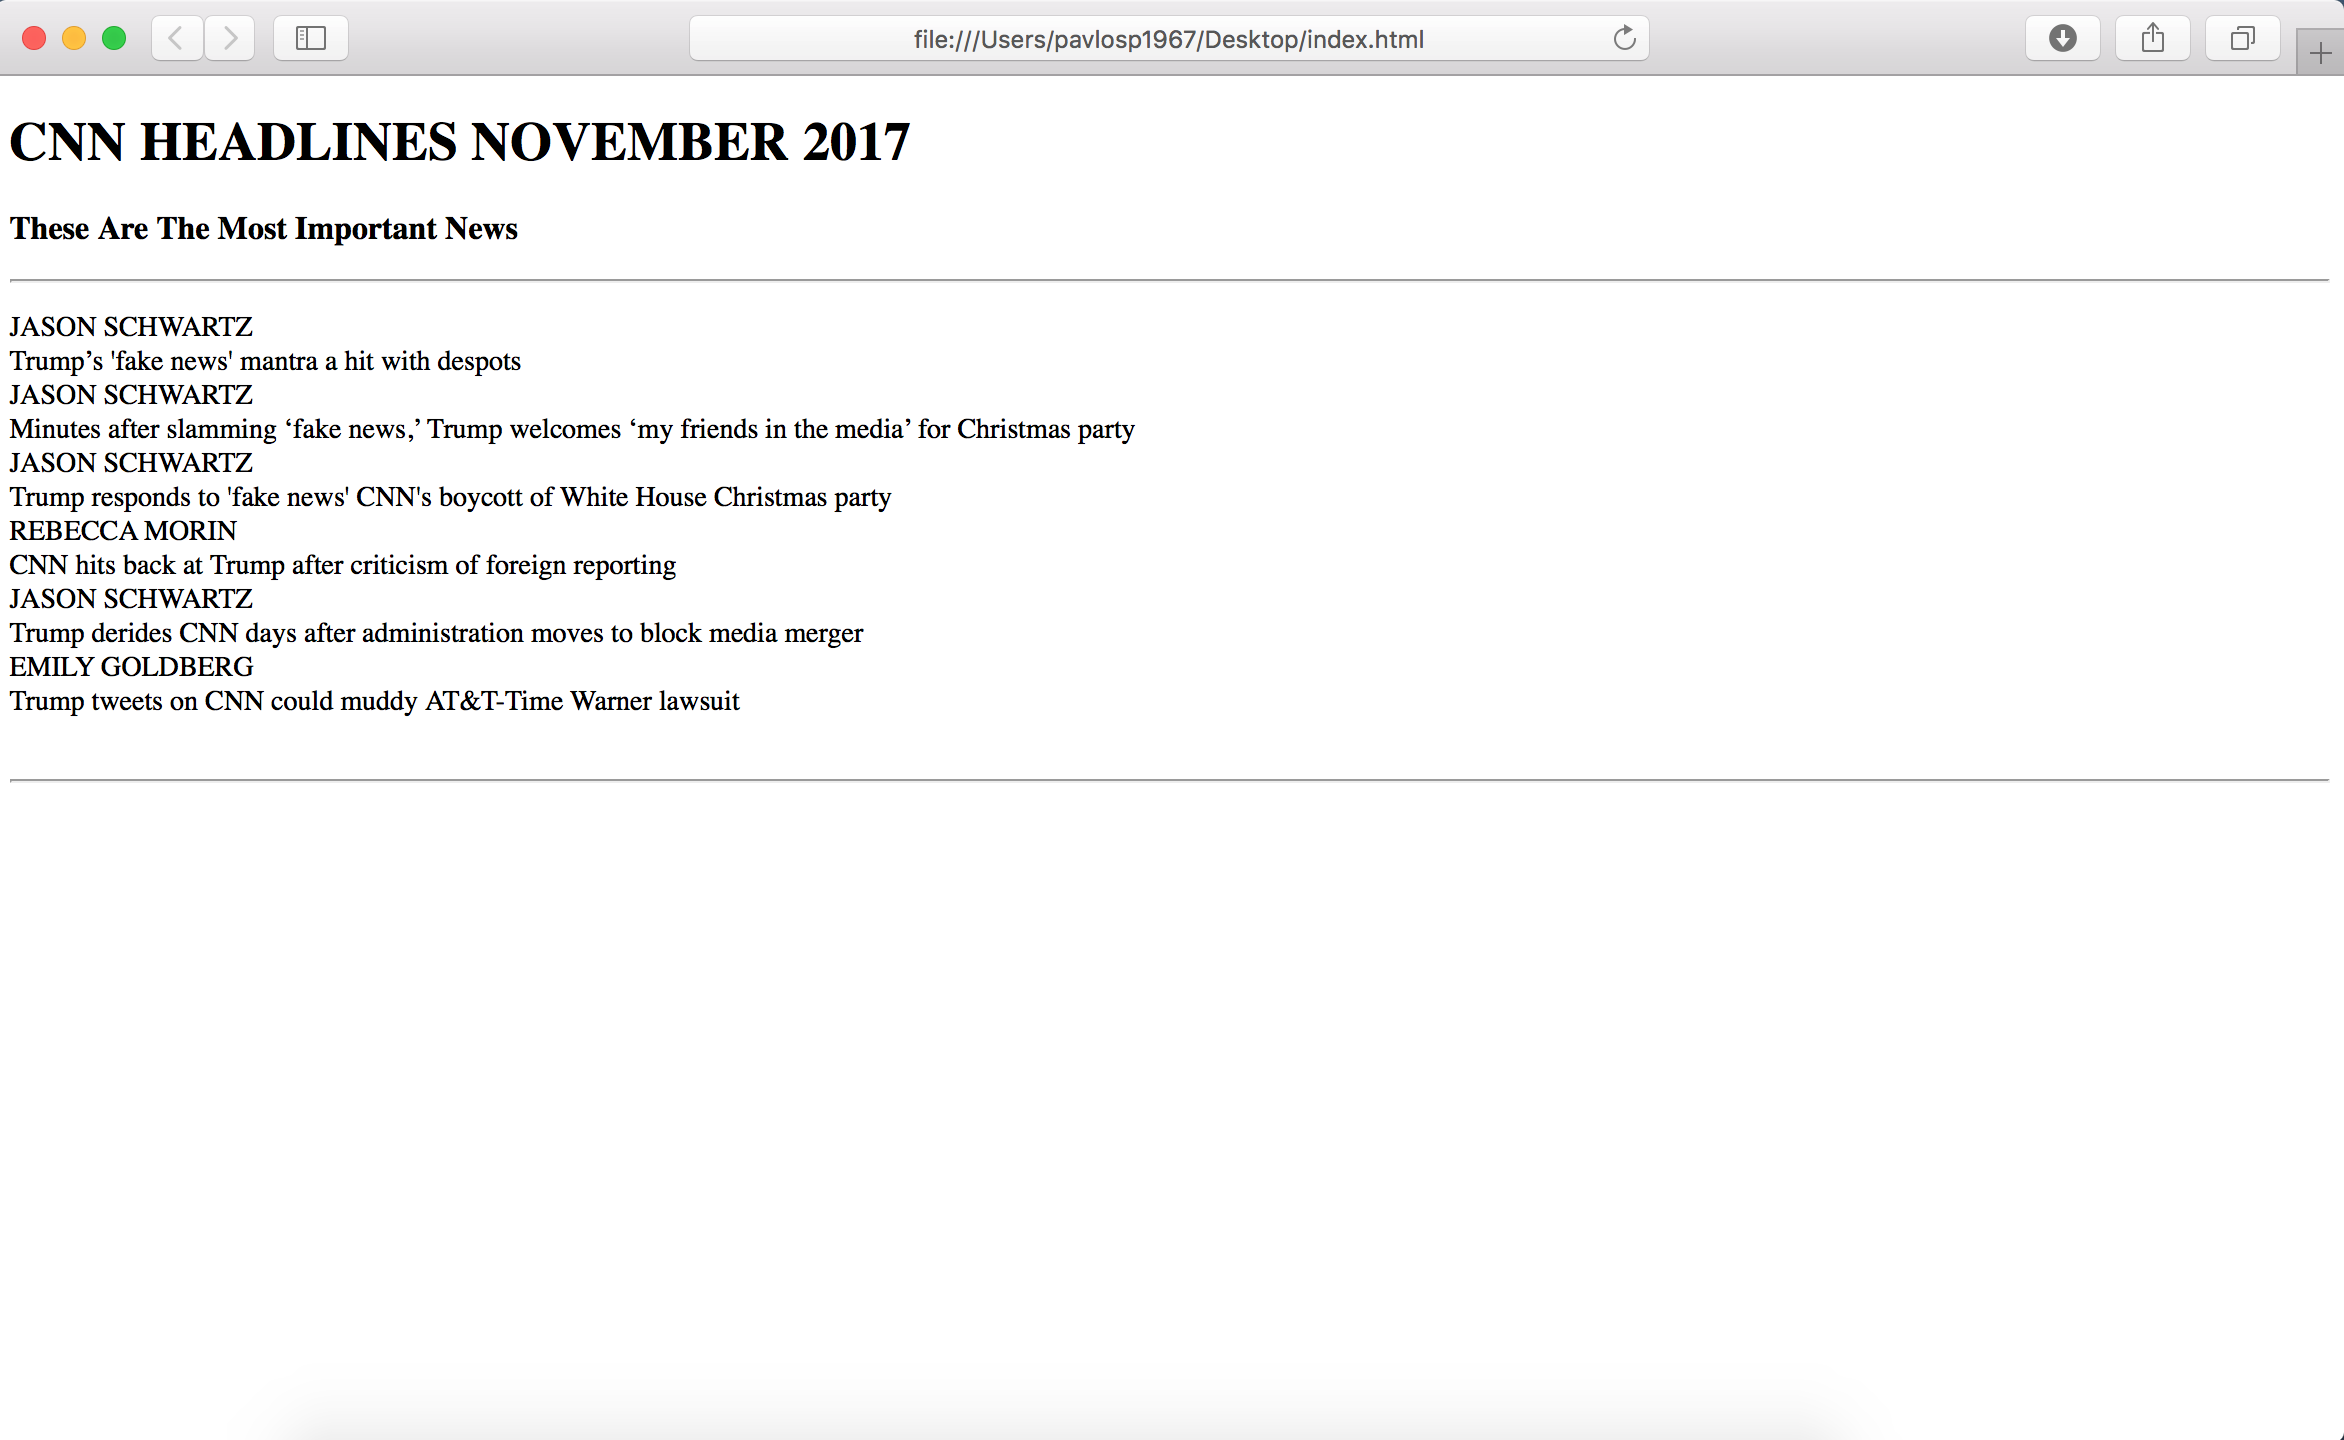 file:///Users/pavlosp1967/Desktop/index.html
CNN HEADLINES NOVEMBER 2017
These Are The Most Important News
JASON SCHWARTZ
Trump’s 'fake news' mantra a hit with despots
JASON SCHWARTZ
Minutes after slamming ‘fake news,’ Trump welcomes ‘my friends in the media’ for Christmas party
JASON SCHWARTZ
Trump responds to 'fake news' CNN's boycott of White House Christmas party
REBECCA MORIN
CNN hits back at Trump after criticism of foreign reporting
JASON SCHWARTZ
Trump derides CNN days after administration moves to block media merger
EMILY GOLDBERG
Trump tweets on CNN could muddy AT&T-Time Warner lawsuit